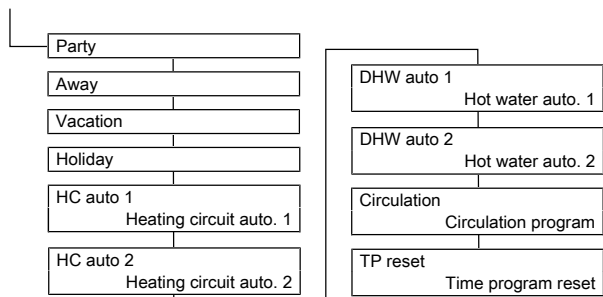 Party
Away
Vacation
Holiday
HC auto 1
Heating circuit auto. 1
HC auto 2
Heating circuit auto. 2
DHW auto 1
Hot water auto. 1
DHW auto 2
Hot water auto. 2
Circulation
Circulation program
TP reset
Time program reset